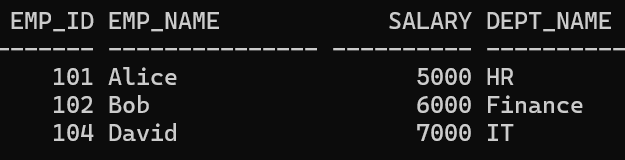 EMP_ID EMP_NAME SALARY DEPT_NAME
------- --------------- ---------- ----------
101 Alice 5000 HR
102 Bob 6000 Finance
104 David 7000 IT